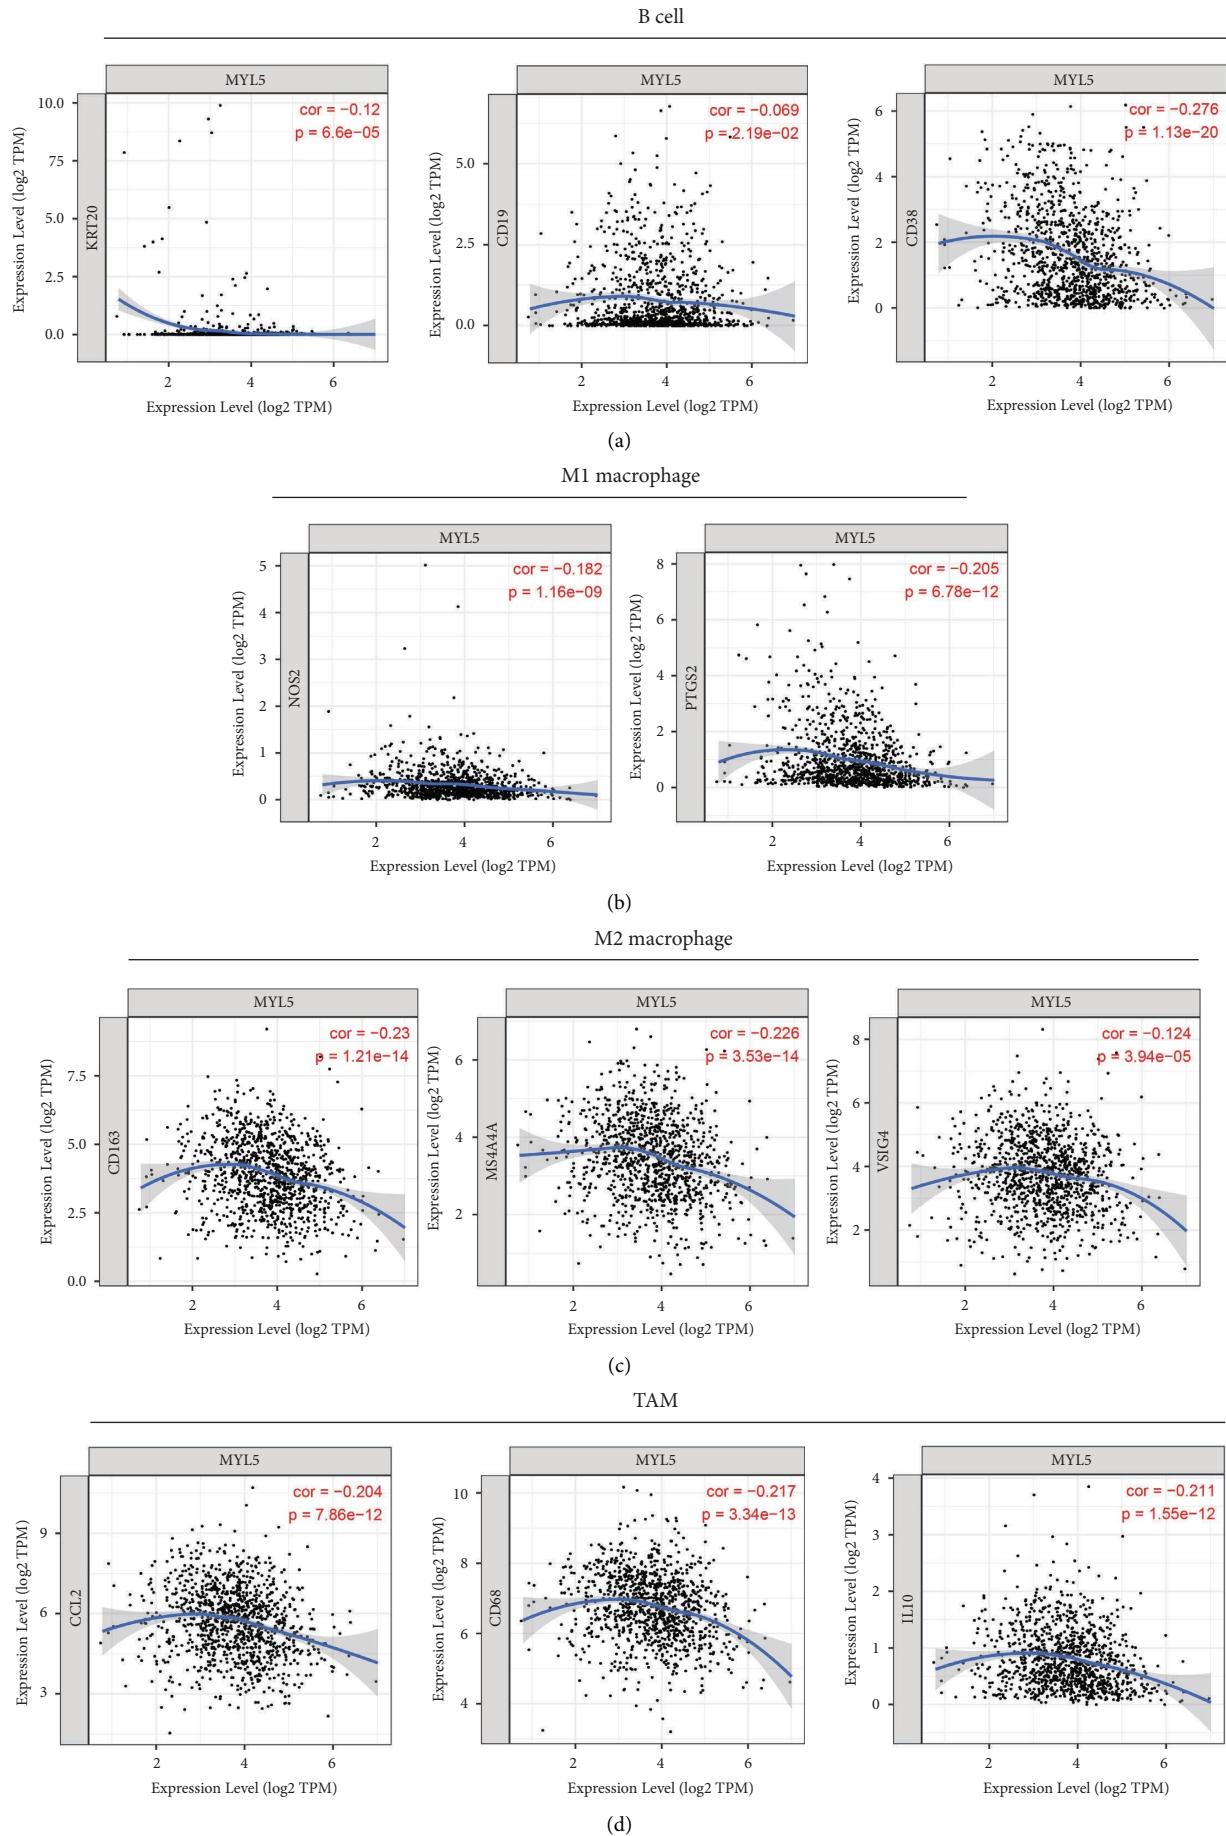 B cell
MYL5
KRT20
Expression Level (log2 TPM)
10.0
75
5.0
2.5
0.0
cor = −0.12
p = 6.6e−05
2 4 6
Expression Level (log2 TPM)
MYL5
CD19
Expression Level (log2 TPM)
5.0
2.5
0.0
cor = −0.069
p = 2.19e−02
2 4 6
Expression Level (log2 TPM)
MYL5
CD38
Expression Level (log2 TPM)
6
4
2
0
cor = −0.276
p = 1.13e−20
2 4 6
Expression Level (log2 TPM)
(a)
M1 macrophage
MYL5
NOS2
Expression Level (log2 TPM)
5
4
3
2
1
0
cor = −0.182
p = 1.16e−09
2 4 6
Expression Level (log2 TPM)
MYL5
PTGS2
Expression Level (log2 TPM)
8
6
4
2
0
cor = −0.205
p = 6.78e−12
2 4 6
Expression Level (log2 TPM)
(b)
M2 macrophage
MYL5
CD163
Expression Level (log2 TPM)
7.5
5.0
2.5
0.0
cor = −0.23
p = 1.21e−14
2 4 6
Expression Level (log2 TPM)
MYL5
MS4A4A
Expression Level (log2 TPM)
6
4
2
cor = −0.226
p = 3.53e−14
2 4 6
Expression Level (log2 TPM)
MYL5
VSIG4
Expression Level (log2 TPM)
8
6
4
2
cor = −0.124
p = 3.94e−05
2 4 6
Expression Level (log2 TPM)
(c)
TAM
MYL5
CCL2
Expression Level (log2 TPM)
9
6
3
cor = −0.204
p = 7.86e−12
2 4 6
Expression Level (log2 TPM)
MYL5
CD68
Expression Level (log2 TPM)
10
8
6
4
cor = −0.217
p = 3.34e−13
2 4 6
Expression Level (log2 TPM)
MYL5
IL10
Expression Level (log2 TPM)
4
3
2
1
0
cor = −0.211
p = 1.55e−12
2 4 6
Expression Level (log2 TPM)
(d)